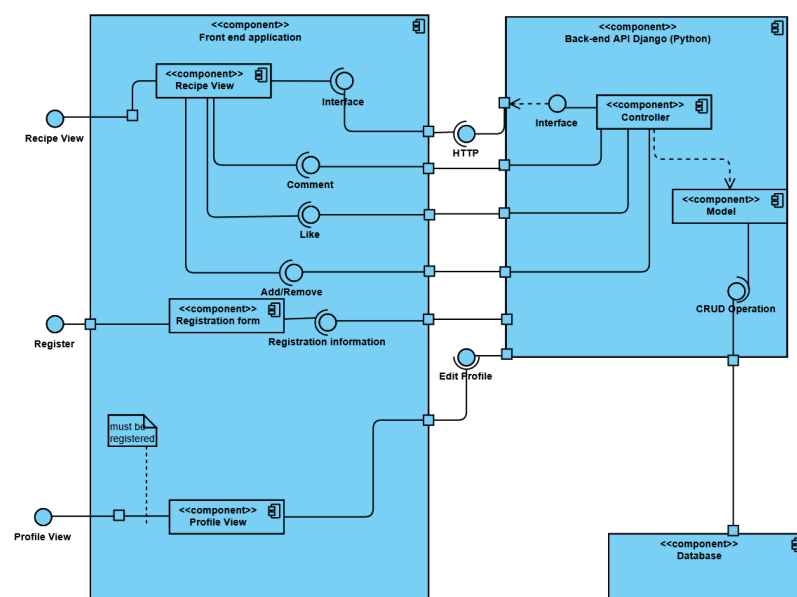 <<component>>
Front end application
<<component>>
Back-end API Django (Python)
<<component>>
Recipe View
Interface
Recipe View
HTTP
Interface
<<component>>
Controller
Comment
<<component>>
Model
Like
Add/Remove
<<component>>
Registration form
CRUD Operation
Register
Registration information
Edit Profile
must be
registered
<<component>>
Profile View
Profile View
<<component>>
Database